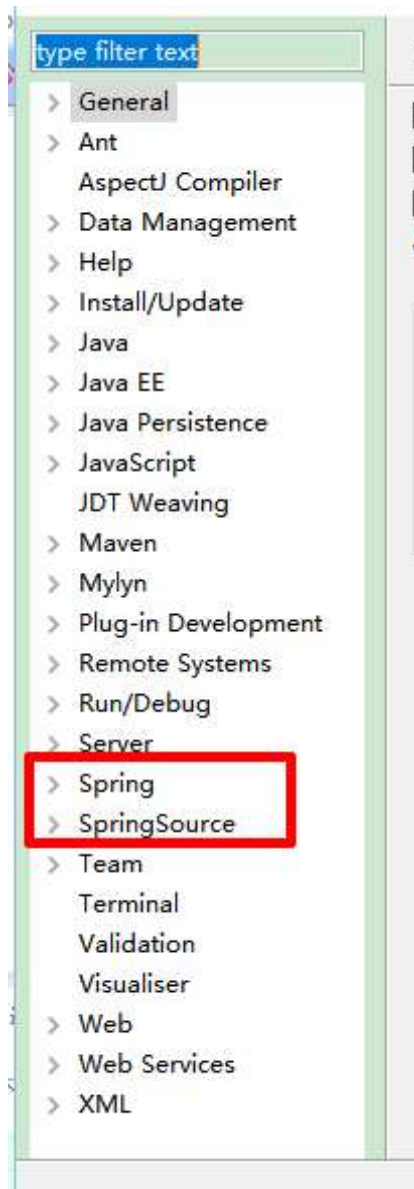 type filter text
General
Ant
AspectJ Compiler
Data Management
Help
Install/Update
Java
Java EE
Java Persistence
JavaScript
JDT Weaving
Maven
Mylyn
Plug-in Development
Remote Systems
Run/Debug
Server
Spring
SpringSource
Team
Terminal
Validation
Visualiser
Web
Web Services
XML